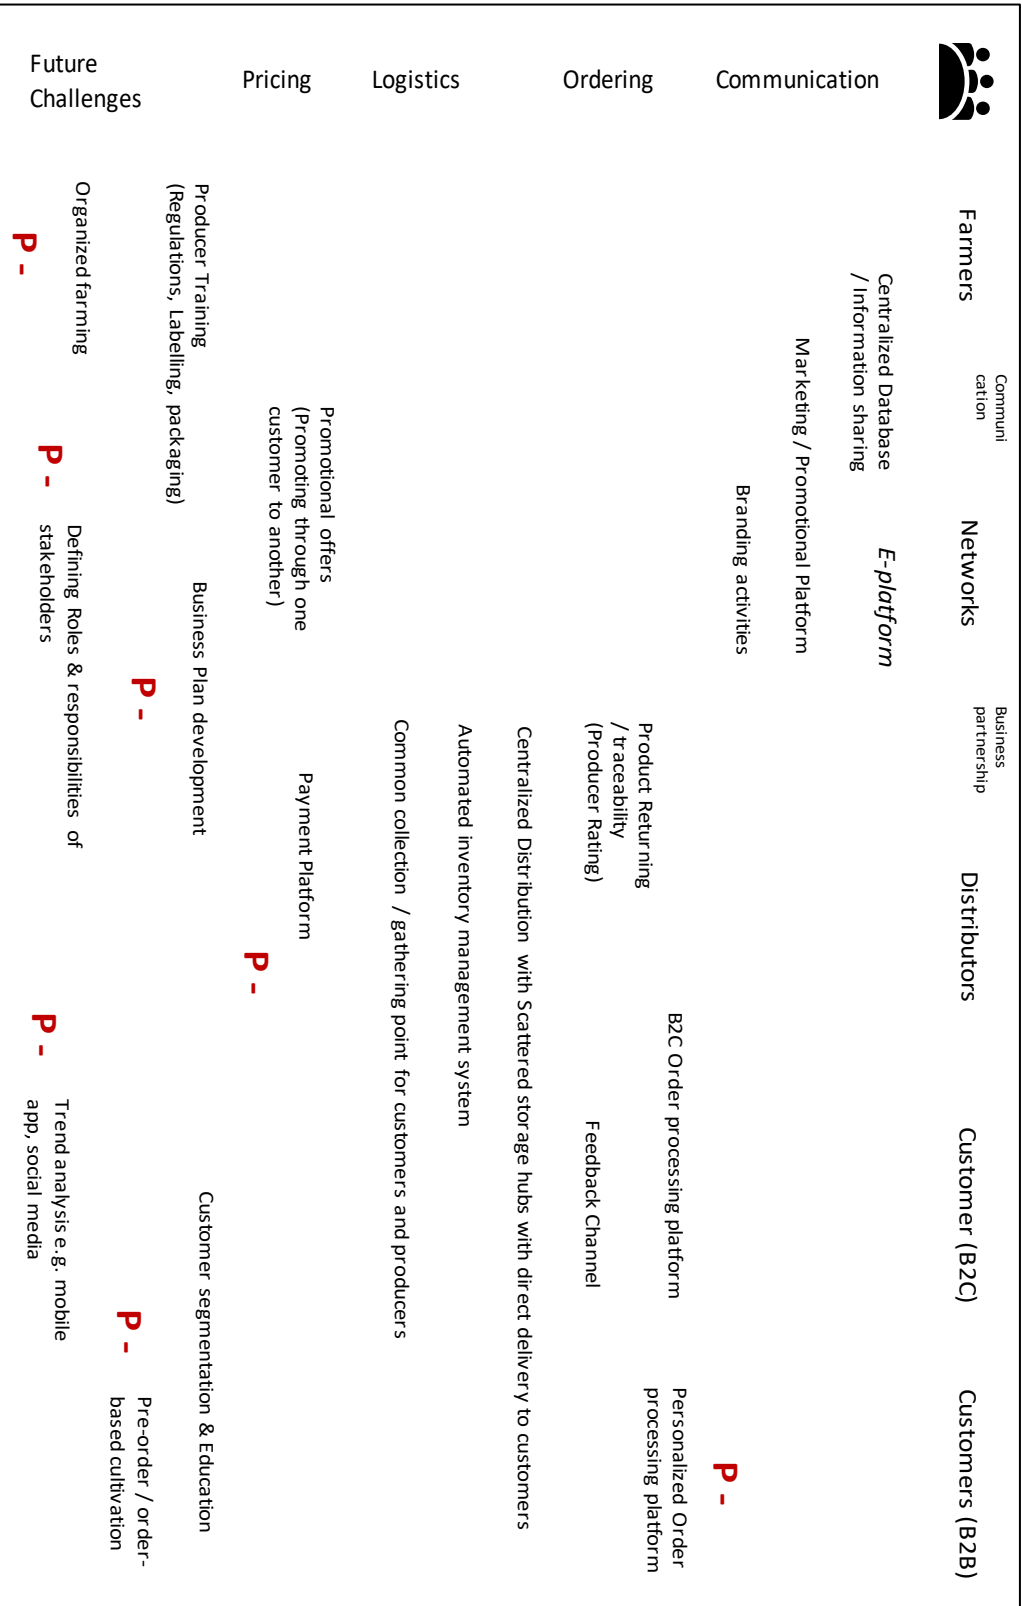 Farmers
Communi
cation
Networks
Business
partnership
Distributors
Customer (B2C)
Customers (B2B)
Communication
Centralized Database
/ Information sharing
E-platform
Marketing / Promotional Platform
Branding activities
P -
Ordering
B2C Order processing platform
Personalized Order
processing platform
Product Returning
/ traceability
(Producer Rating)
Feedback Channel
Logistics
Centralized Distribution with Scattered storage hubs with direct delivery to customers
Automated inventory management system
Common collection / gathering point for customers and producers
Pricing
Promotional offers
(Promoting through one
customer to another)
Payment Platform
P -
Future
Challenges
Producer Training
(Regulations, Labelling, packaging)
Business Plan development
P -
Customer segmentation & Education
P -
Pre-order / order-
based cultivation
Organized farming
P -
P -
Defining Roles & responsibilities of
stakeholders
P -
Trend analysis e.g. mobile
app, social media